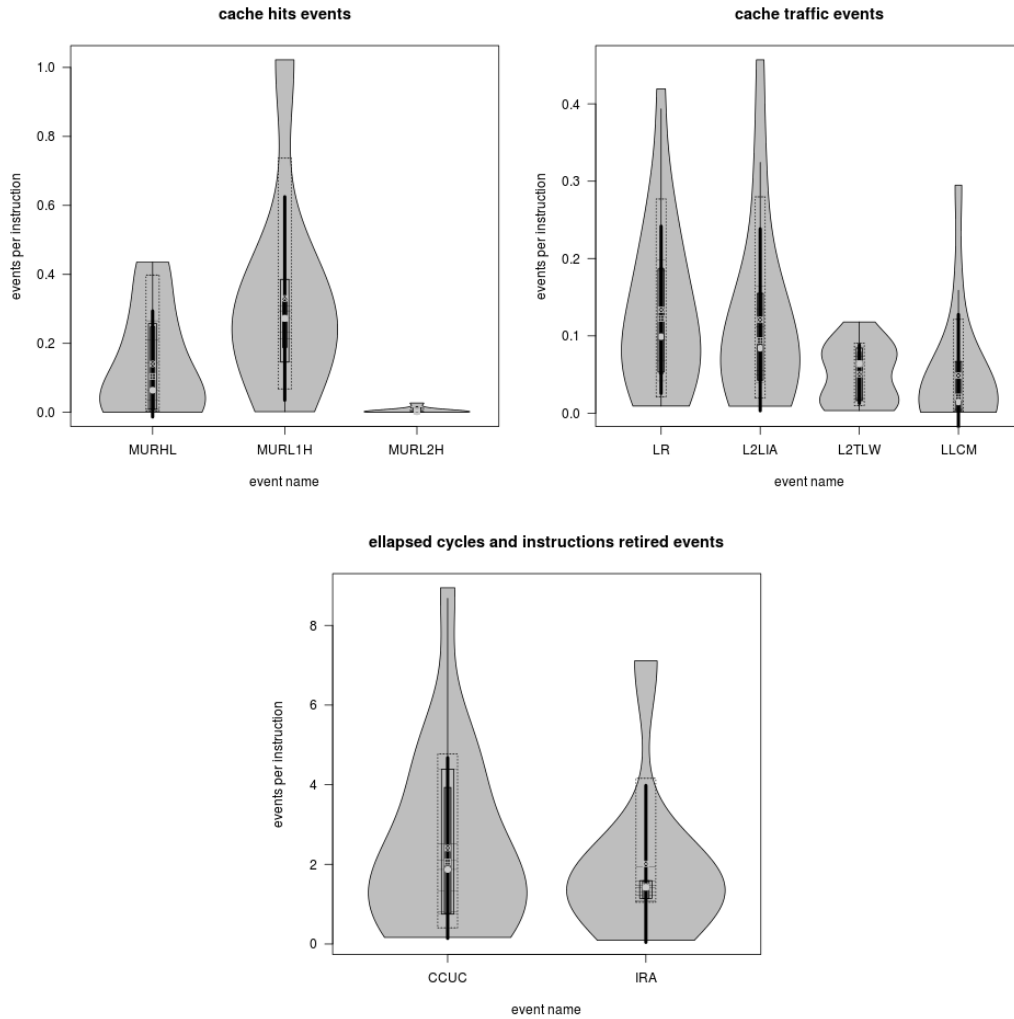 cache hits events
events per instruction
1.0
0.8
0.6
0.4
0.2
0.0
MURHL MURL1H MURL2H
event name
cache traffic events
events per instruction
0.4
0.3
0.2
0.1
0.0
LR L2LIA L2TLW LLCM
event name
ellapsed cycles and instructions retired events
events per instruction
8
6
4
2
0
CCUC IRA
event name